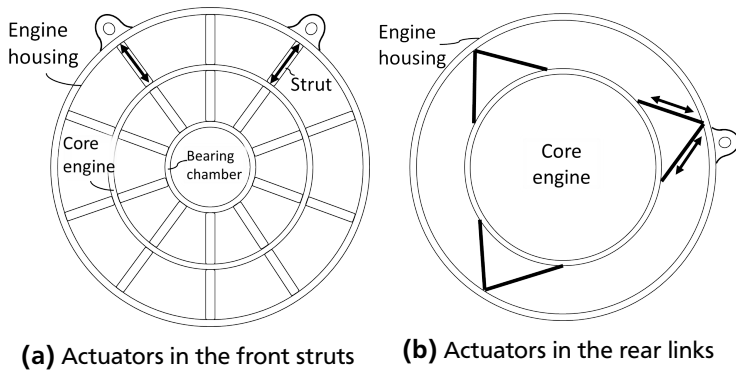 Engine
housing
Strut
Core
engine
Bearing
chamber
(a) Actuators in the front struts
Engine
housing
Core
engine
(b) Actuators in the rear links